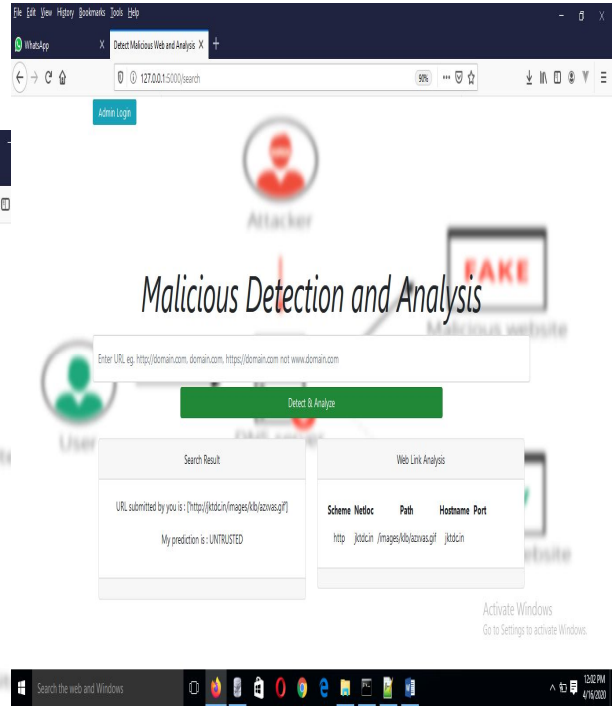 File Edit View History Bookmarks Tools Help
WhatsApp
Detect Malicious Web and Analysis
127.0.0.1:5000/search
90%
Admin Login
Attacker
Malicious Detection and Analysis
FAKE
Malicious website
Enter URL eg. http://domain.com, domain.com, https://domain.com not www.domain.com
Detect & Analyze
User
DNS server
Search Result
URL submitted by you is : ['http://jktdc.in/images/klb/azxvas.gif']
My prediction is : UNTRUSTED
Web Link Analysis
Scheme Netloc Path Hostname Port
http jktdc.in /images/klb/azxvas.gif jktdc.in
website
Activate Windows
Go to Settings to activate Windows.
Search the web and Windows
12:02 PM
4/16/2020